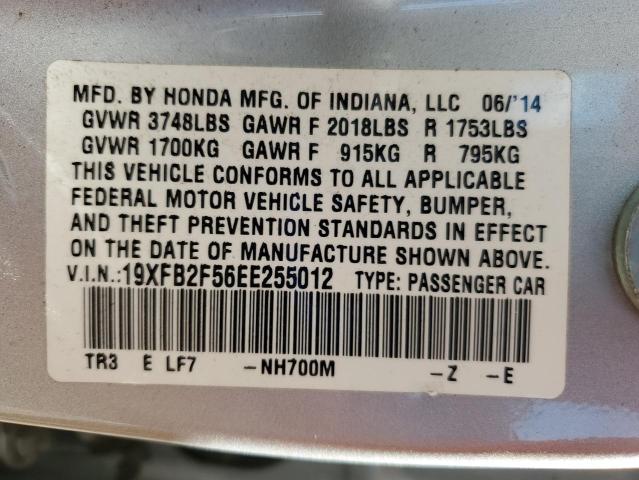 MFD. BY HONDA MFG. OF INDIANA, LLC 06/'14
GVWR 3748LBS GAWR F 2018LBS R 1753LBS
GVWR 1700KG GAWR F 915KG R 795KG
THIS VEHICLE CONFORMS TO ALL APPLICABLE
FEDERAL MOTOR VEHICLE SAFETY, BUMPER,
AND THEFT PREVENTION STANDARDS IN EFFECT
ON THE DATE OF MANUFACTURE SHOWN ABOVE.
V.I.N.:19XFB2F56EE255012 TYPE: PASSENGER CAR
TR3 E LF7 -NH700M -Z -E